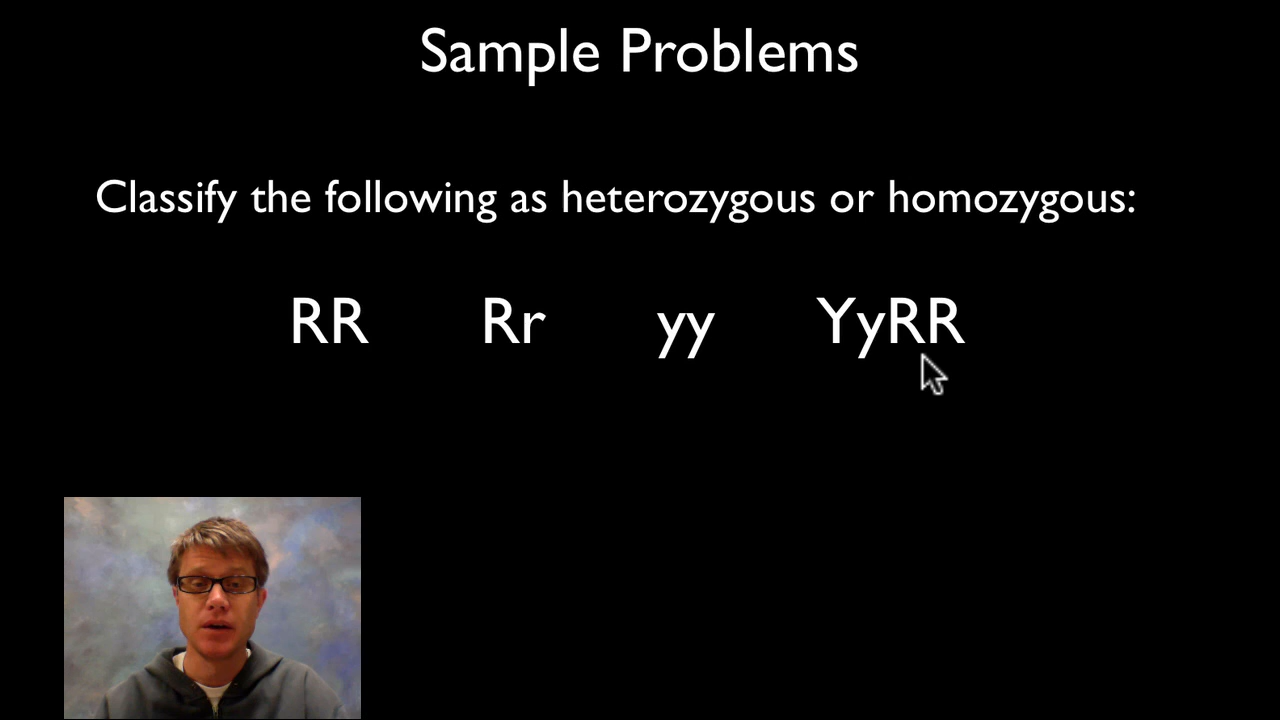 Sample Problems
Classify the following as heterozygous or homozygous:
RR Rr yy YyRR